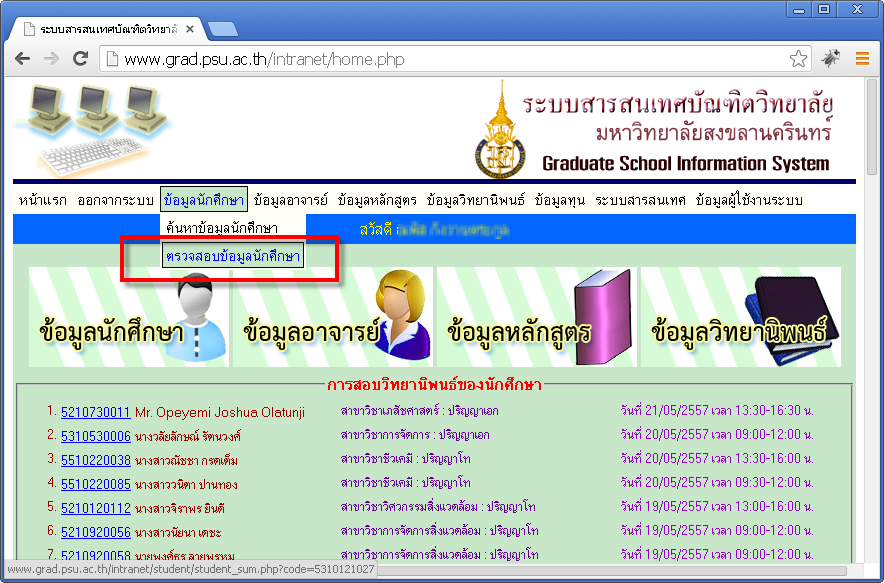 ระบบสารสนเทศบัณฑิตวิทยาลั
www.grad.psu.ac.th/intranet/home.php
ระบบสารสนเทศบัณฑิตวิทยาลัย
มหาวิทยาลัยสงขลานครินทร์
Graduate School Information System
หน้าแรก ออกจากระบบ ข้อมูลนักศึกษา ข้อมูลอาจารย์ ข้อมูลหลักสูตร ข้อมูลวิทยานิพนธ์ ข้อมูลทุน ระบบสารสนเทศ ข้อมูลผู้ใช้งานระบบ
ค้นหาข้อมูลนักศึกษา สวัสดี
ตรวจสอบข้อมูลนักศึกษา
ข้อมูลนักศึกษา ข้อมูลอาจารย์ ข้อมูลหลักสูตร ข้อมูลวิทยานิพนธ์
การสอบวิทยานิพนธ์ของนักศึกษา
1. 5210730011 Mr. Opeyemi Joshua Olatunji สาขาวิชาเภสัชศาสตร์ : ปริญญาเอก วันที่ 21/05/2557 เวลา 13:30-16:30 น.
2. 5310530006 นางวลัยลักษณ์ รัตนวงศ์ สาขาวิชาการจัดการ : ปริญญาเอก วันที่ 20/05/2557 เวลา 09:00-12:00 น.
3. 5510220038 นางสาวณัชชา กรดเต็ม สาขาวิชาชีวเคมี : ปริญญาโท วันที่ 20/05/2557 เวลา 13:30-16:00 น.
4. 5510220085 นางสาววนิดา ปานทอง สาขาวิชาชีวเคมี : ปริญญาโท วันที่ 20/05/2557 เวลา 09:30-12:00 น.
5. 5210120112 นางสาวจิราพร ยินดี สาขาวิชาวิศวกรรมสิ่งแวดล้อม : ปริญญาโท วันที่ 19/05/2557 เวลา 13:00-16:00 น.
6. 5210920056 นางสาวนัยนา เดชะ สาขาวิชาการจัดการสิ่งแวดล้อม : ปริญญาโท วันที่ 19/05/2557 เวลา 09:00-12:00 น.
7. 5210920058 สาขาวิชาการจัดการสิ่งแวดล้อม : ปริญญาโท วันที่ 19/05/2557 เวลา 09:00-12:00 น.
www.grad.psu.ac.th/intranet/student/student_sum.php?code=5310121027